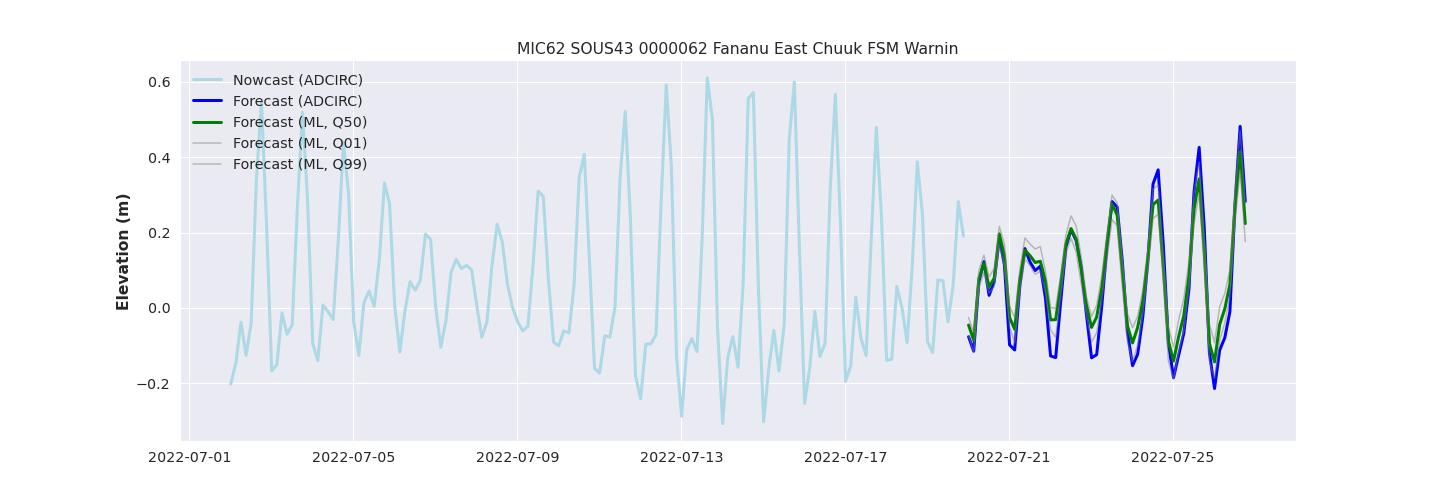 MIC62 SOUS43 0000062 Fananu East Chuuk FSM Warnin
Nowcast (ADCIRC)
Forecast (ADCIRC)
Forecast (ML, Q50)
Forecast (ML, Q01)
Forecast (ML, Q99)
Elevation (m)
0.6
0.4
0.2
0.0
−0.2
2022-07-01
2022-07-05
2022-07-09
2022-07-13
2022-07-17
2022-07-21
2022-07-25